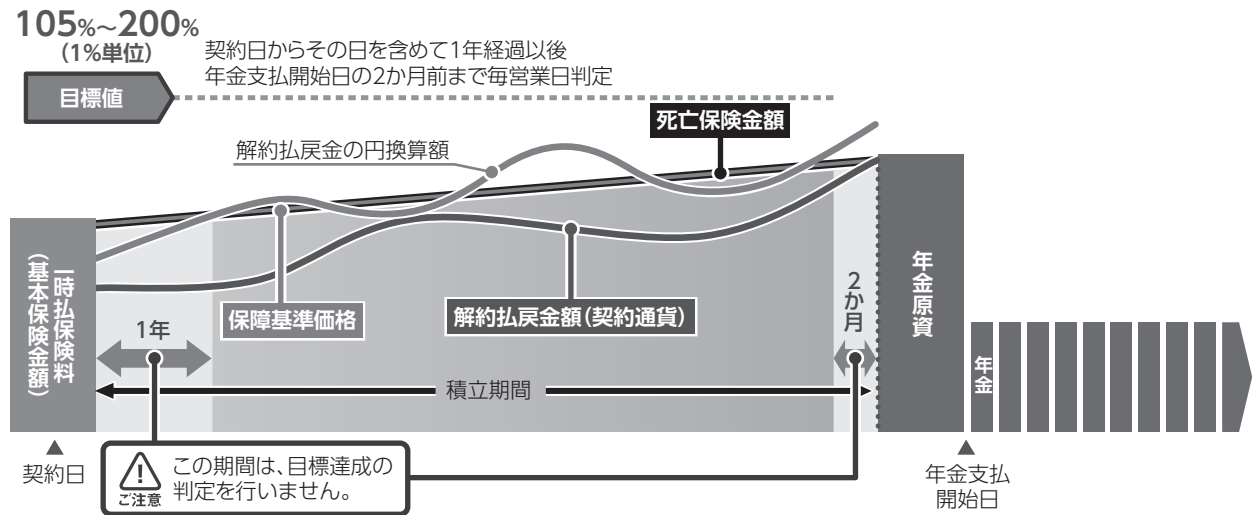 105%～200%
(1%単位)
目標値
契約日からその日を含めて1年経過以後
年金支払開始日の2か月前まで毎営業日判定
死亡保険金額
解約払戻金の円換算額
一時払保険料
(基本保険金額)
保障基準価格
解約払戻金額(契約通貨)
1年
2か月
年金原資
年金
積立期間
契約日
ご注意
この期間は、目標達成の
判定を行いません。
年金支払
開始日